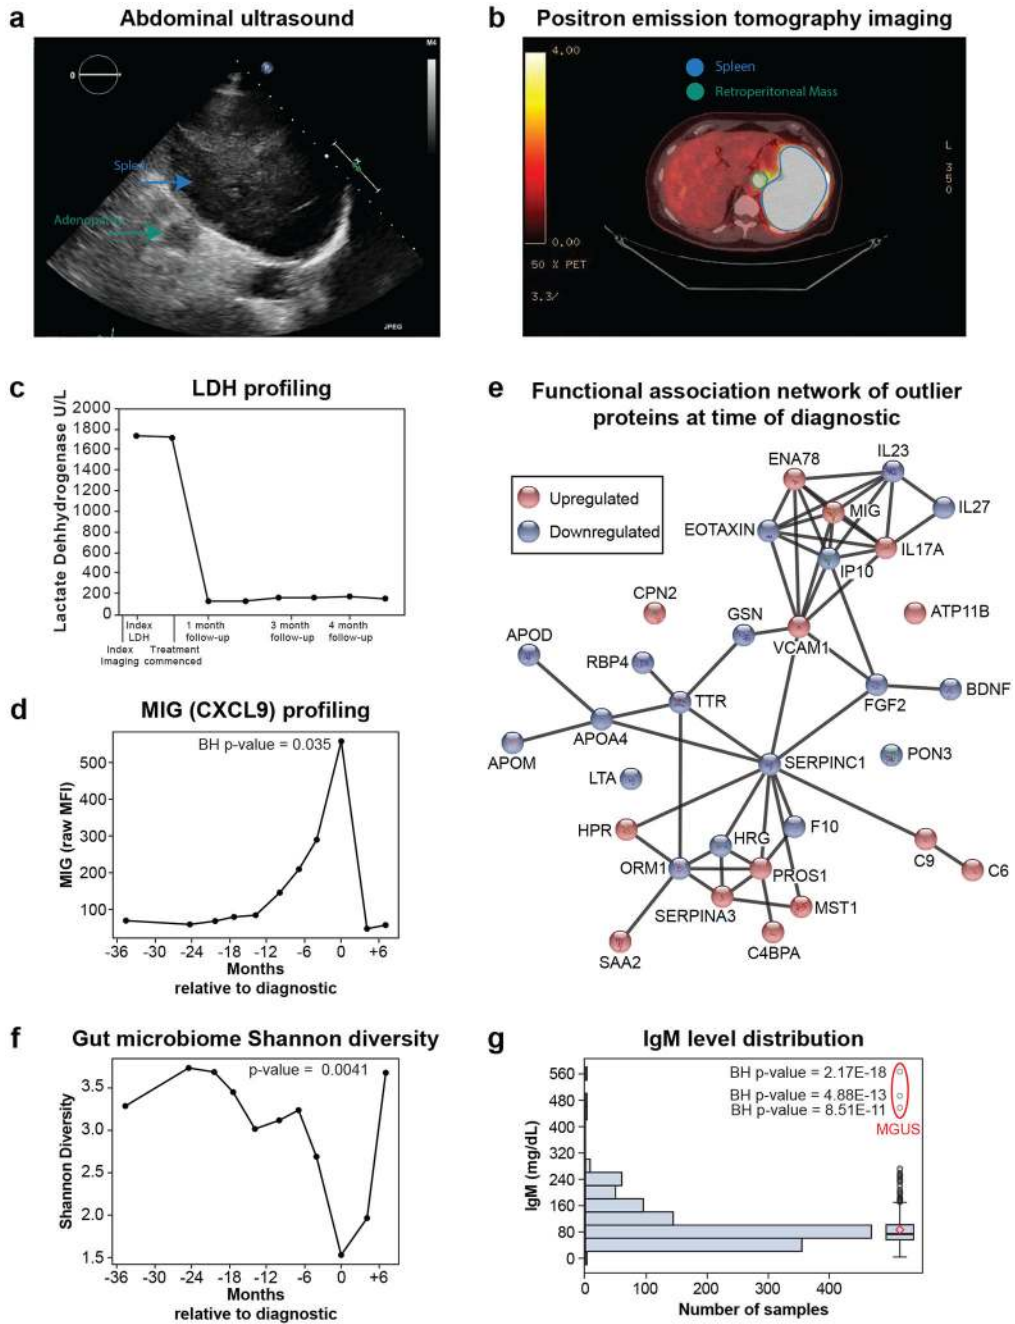 a Abdominal ultrasound
0
M4
Spleen
JPEG
b Positron emission tomography imaging
4.00
0.00
50 % PET
3.3/
Spleen
Retroperitoneal Mass
L
3
5
0
c LDH profiling
Lactate Dehhydrogenase U/L
2000
1800
1600
1400
1200
1000
800
600
400
200
0
Index LDH
Index Imaging
Treatment commenced
1 month follow-up
3 month follow-up
4 month follow-up
d MIG (CXCL9) profiling
BH p-value = 0.035
MIG (raw MFI)
500
400
300
200
100
-36 -30 -24 -18 -12 -6 0 +6
Months
relative to diagnostic
e Functional association network of outlier
proteins at time of diagnostic
Upregulated
Downregulated
ENA78
IL23
MIG
IL27
EOTAXIN
IL17A
IP10
CPN2
GSN
VCAM1
ATP11B
APOD
RBP4
TTR
FGF2
BDNF
APOA4
APOM
SERPINC1
PON3
LTA
HPR
HRG
F10
C9
C6
ORM1
PROS1
SERPINA3
MST1
SAA2
C4BPA
f Gut microbiome Shannon diversity
p-value = 0.0041
Shannon Diversity
3.5
3.0
2.5
2.0
1.5
-36 -30 -24 -18 -12 -6 0 +6
Months
relative to diagnostic
g IgM level distribution
IgM (mg/dL)
560
480
400
320
240
160
80
0
BH p-value = 2.17E-18
BH p-value = 4.88E-13
BH p-value = 8.51E-11
MGUS
0 100 200 300 400
Number of samples